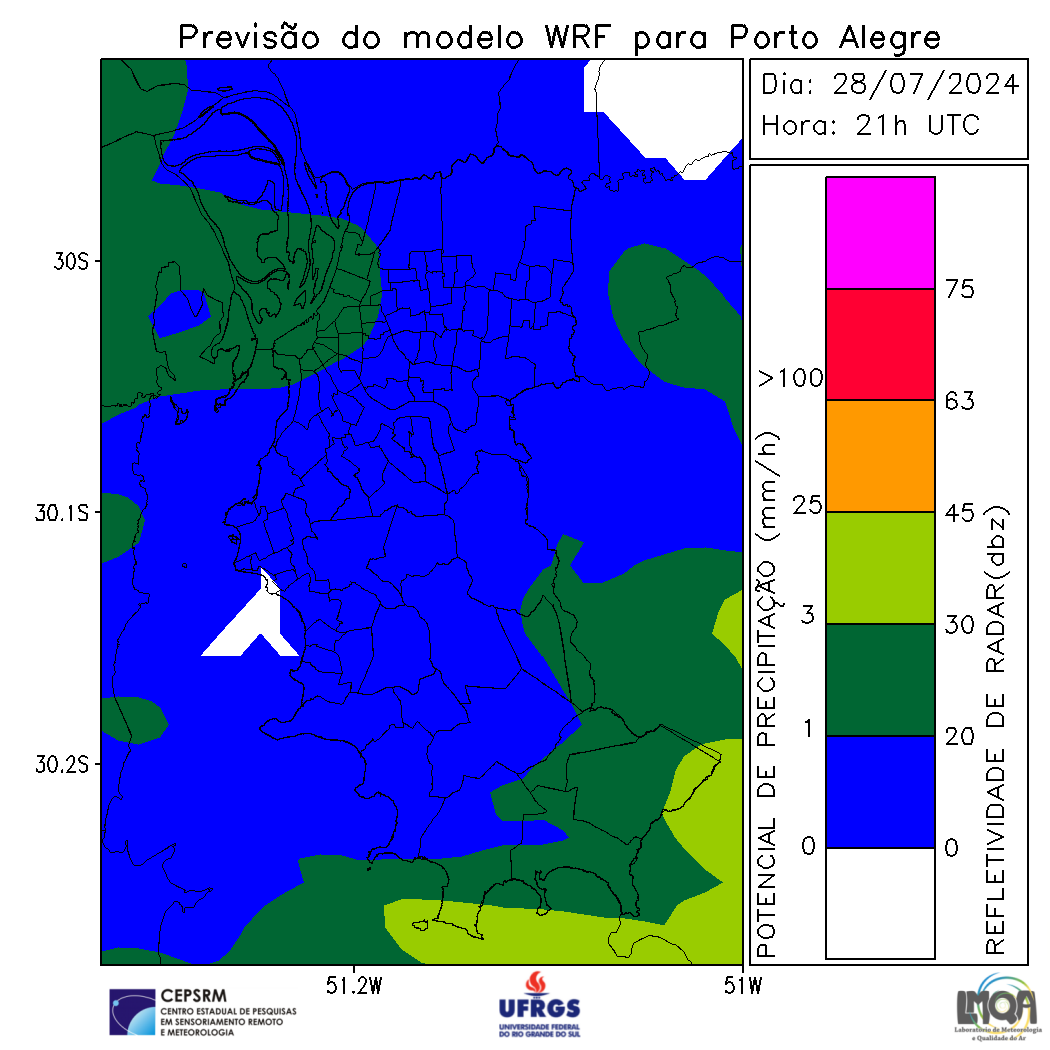 Previsão do modelo WRF para Porto Alegre
Dia: 28/07/2024
Hora: 21h UTC
30S
30.1S
30.2S
51.2W
51W
POTENCIAL DE PRECIPITAÇÃO (mm/h)
>100
25
3
1
0
75
63
45
30
20
0
REFLETIVIDADE DE RADAR(dbz)
CEPSRM
CENTRO ESTADUAL DE PESQUISAS
EM SENSORIAMENTO REMOTO
E METEOROLOGIA
UFRGS
UNIVERSIDADE FEDERAL
DO RIO GRANDE DO SUL
LMQA
Laboratório de Meteorologia
e Qualidade do Ar